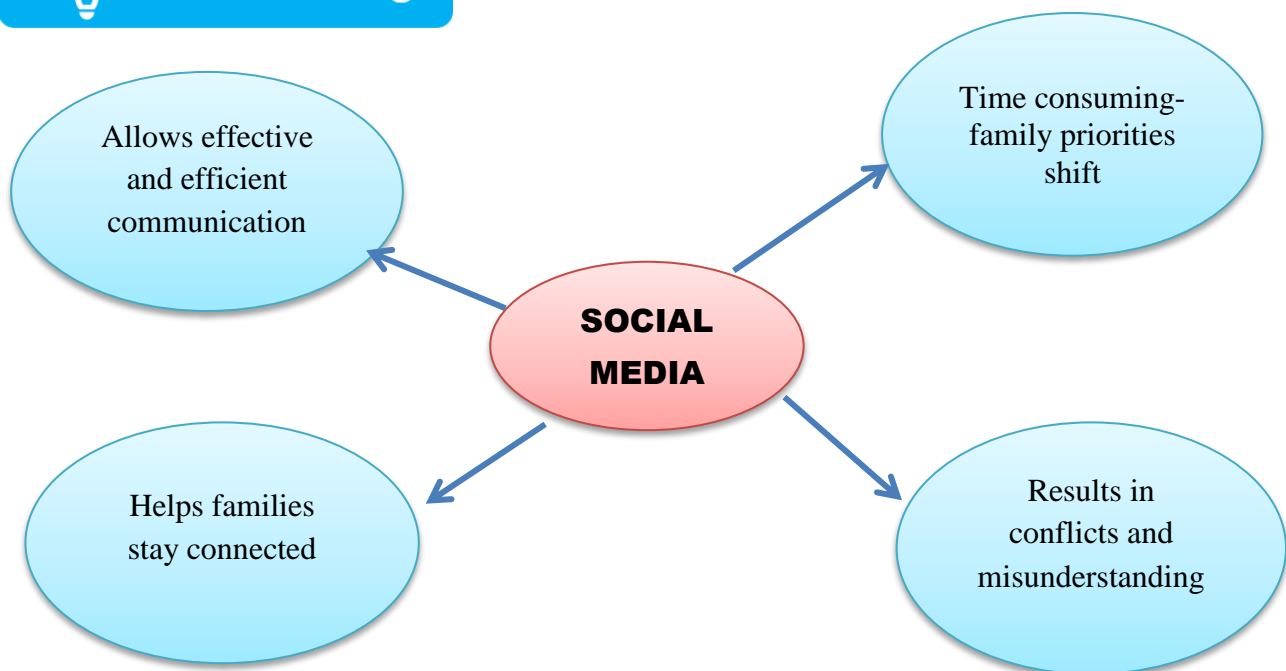 Allows effective
and efficient
communication
Time consuming-
family priorities
shift
SOCIAL
MEDIA
Helps families
stay connected
Results in
conflicts and
misunderstanding